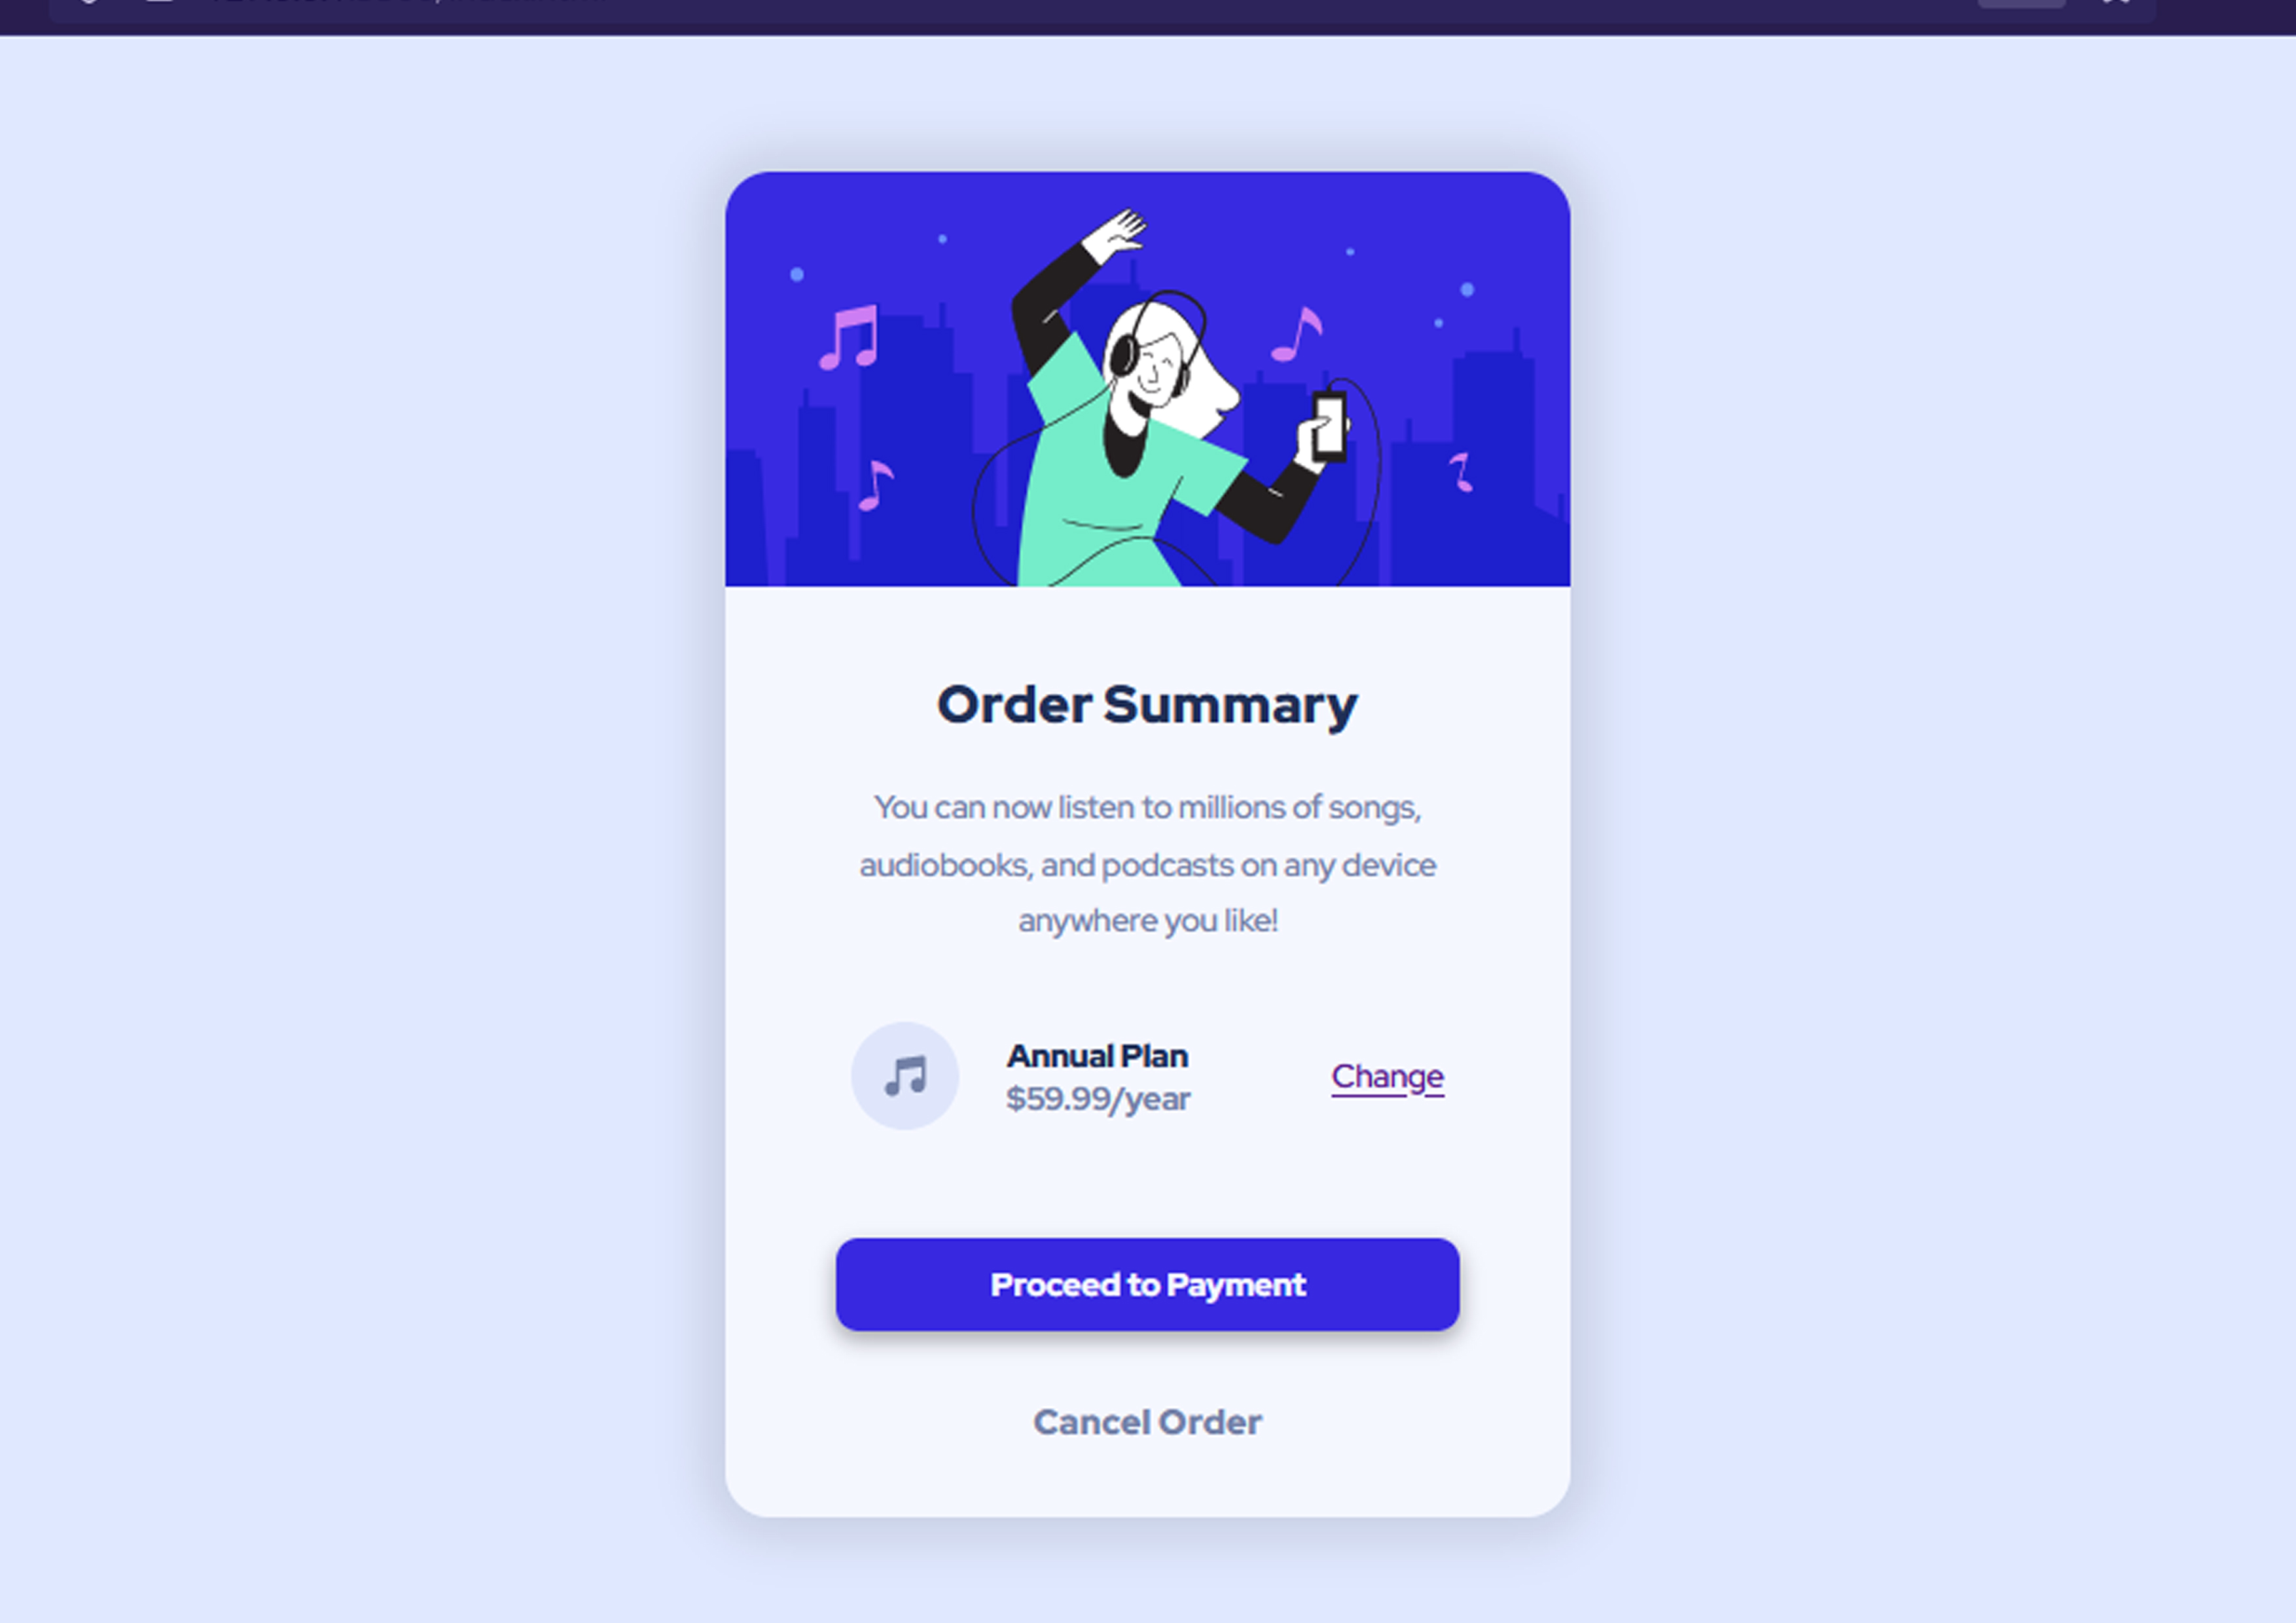 Order Summary
You can now listen to millions of songs,
audiobooks, and podcasts on any device
anywhere you like!
Annual Plan
$59.99/year
Change
Proceed to Payment
Cancel Order